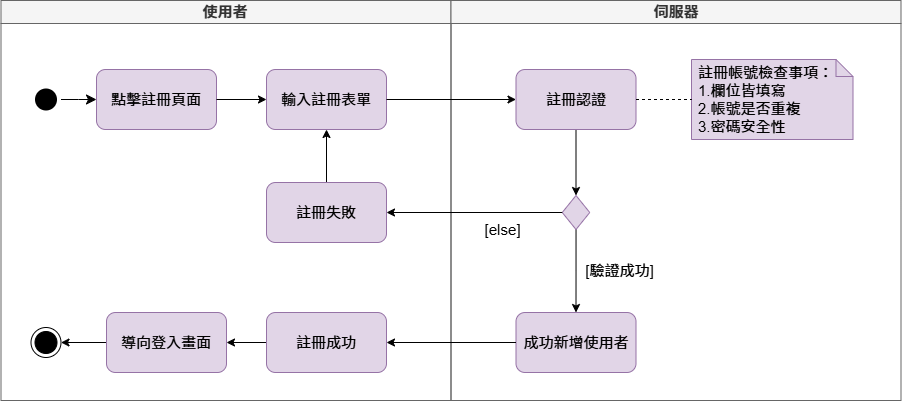 使用者
伺服器
點擊註冊頁面
輸入註冊表單
註冊認證
註冊帳號檢查事項：
1.欄位皆填寫
2.帳號是否重複
3.密碼安全性
註冊失敗
[else]
[驗證成功]
導向登入畫面
註冊成功
成功新增使用者